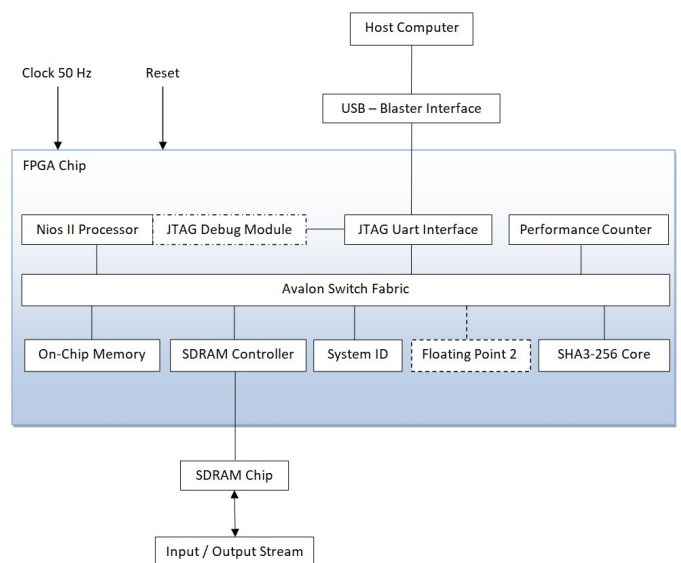 Host Computer
Clock 50 Hz
Reset
USB – Blaster Interface
FPGA Chip
Nios II Processor
JTAG Debug Module
JTAG Uart Interface
Performance Counter
Avalon Switch Fabric
On-Chip Memory
SDRAM Controller
System ID
Floating Point 2
SHA3-256 Core
SDRAM Chip
Input / Output Stream